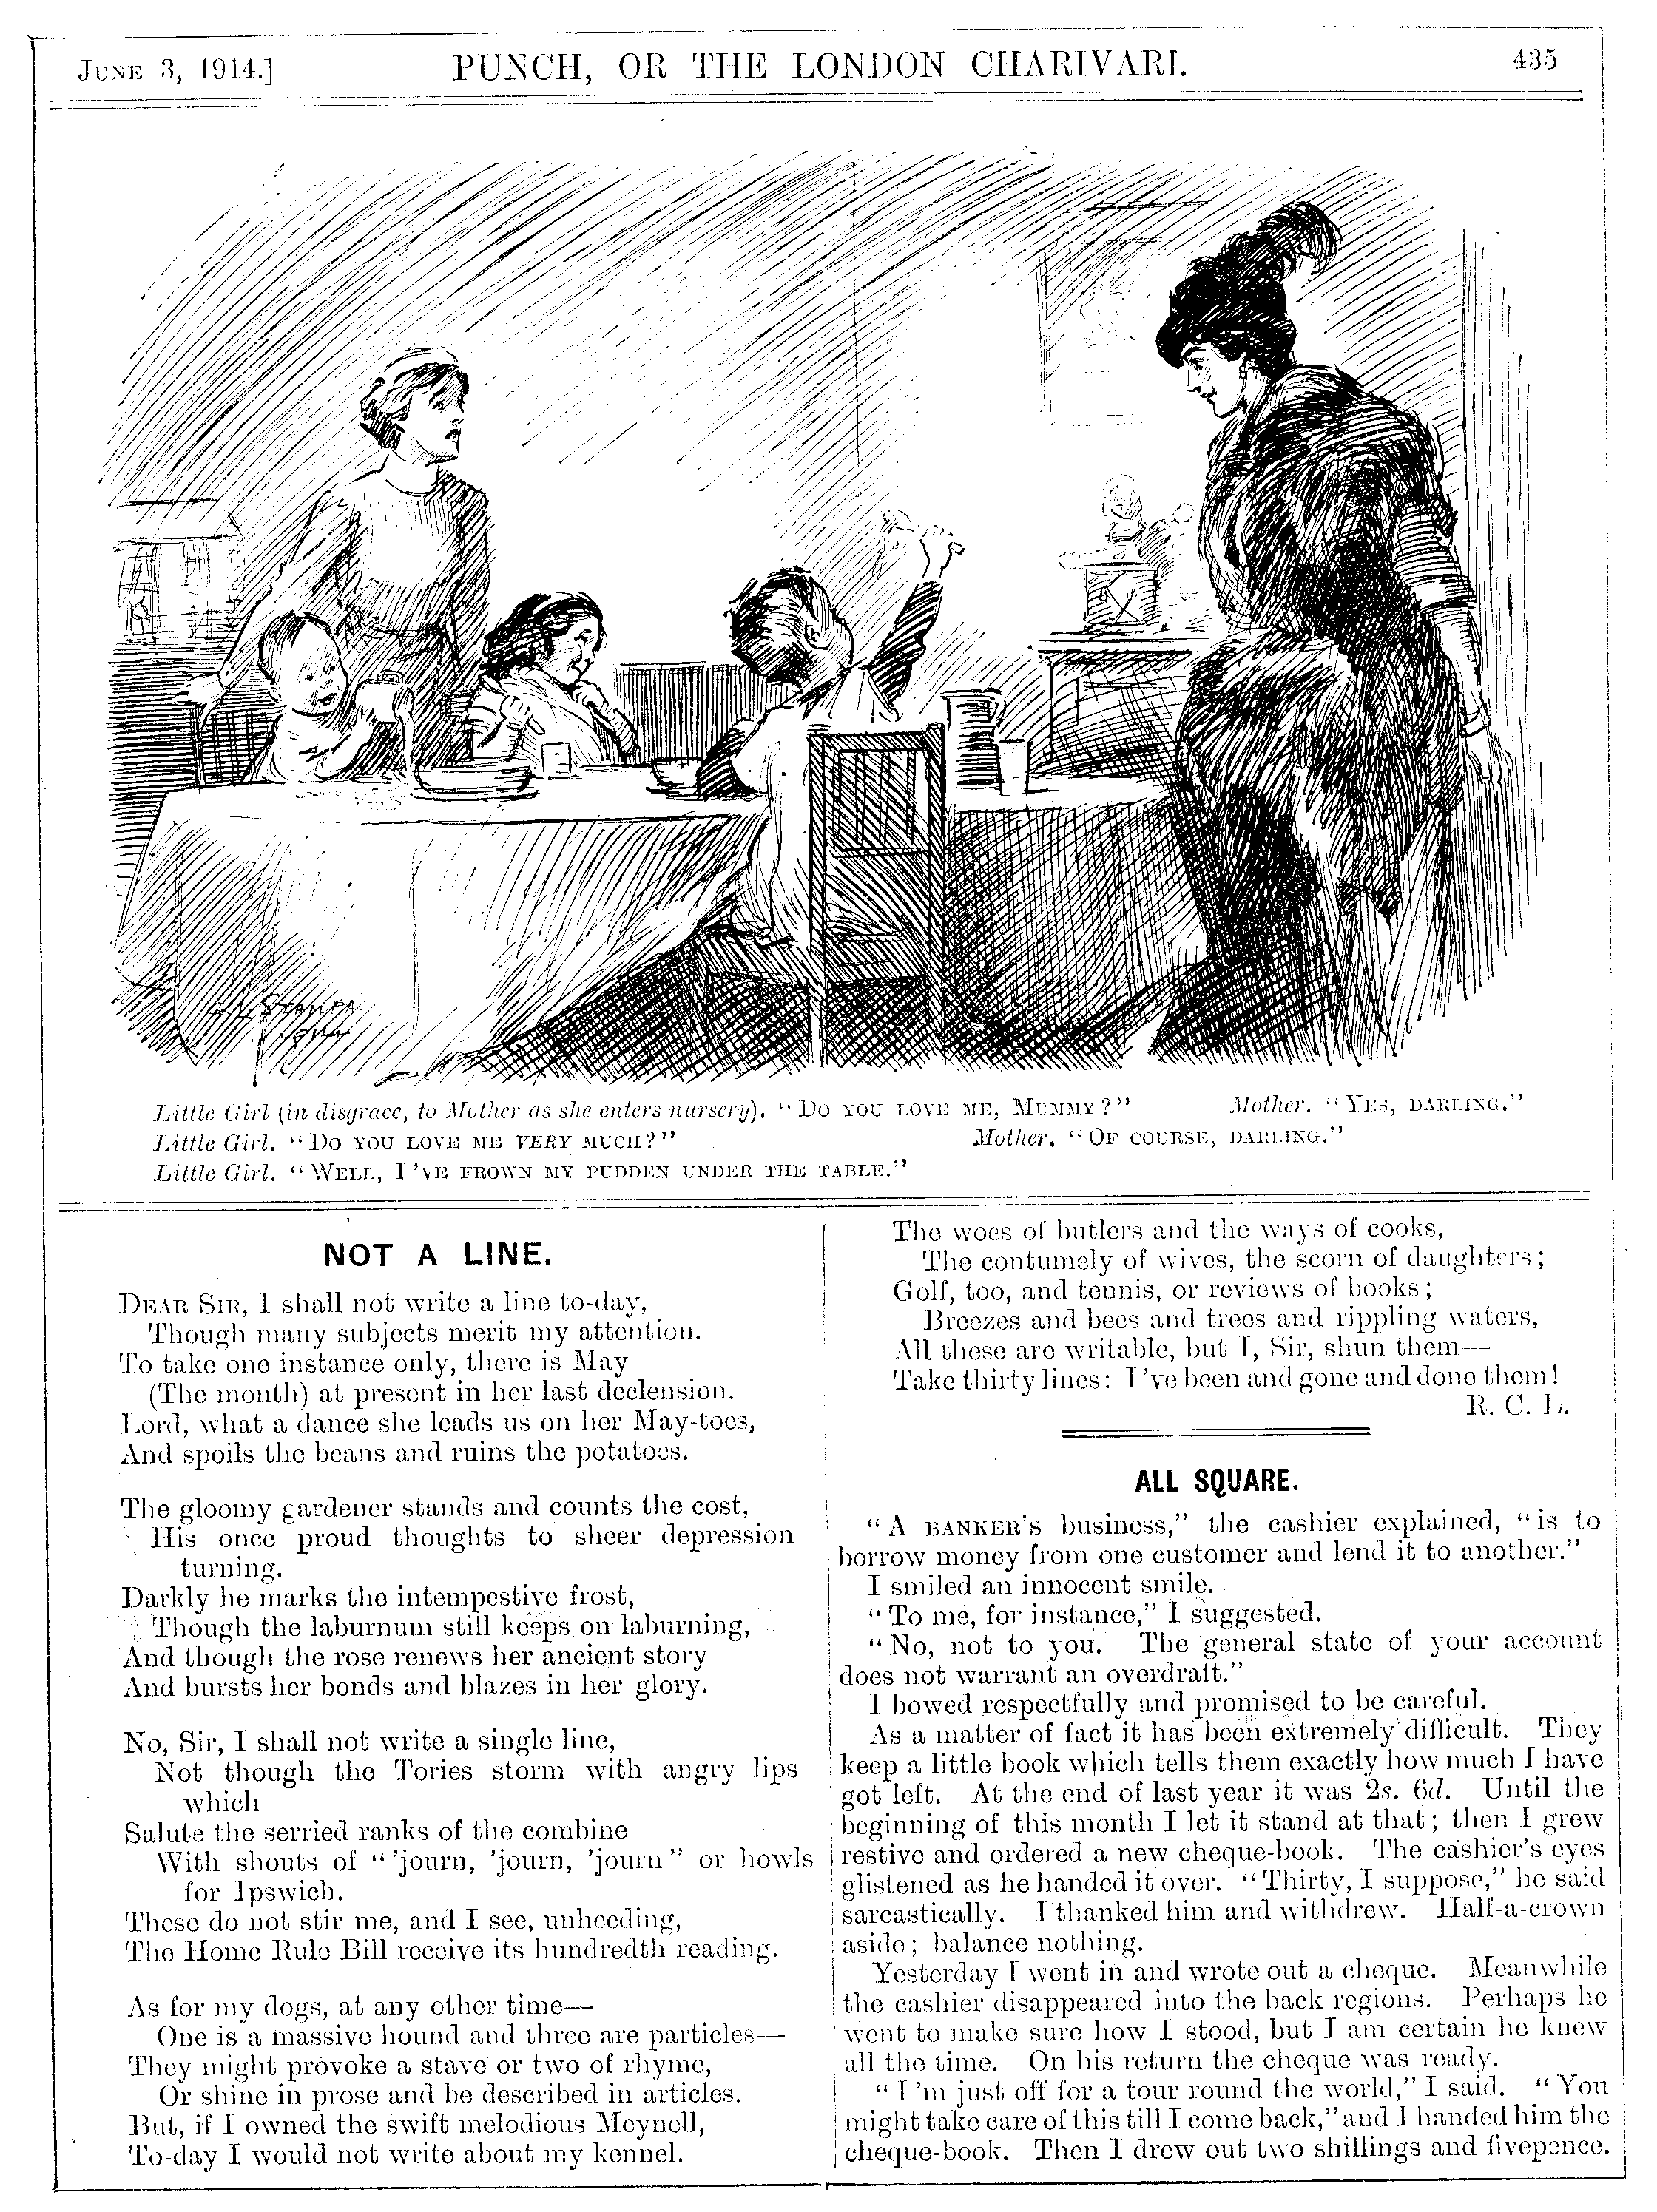 JUNE 3, 1914.] PUNCH, OR THE LONDON CHARIVARI. 435
Little Girl (in disgrace, to Mother as she enters nursery). "DO YOU LOVE ME, MUMMY?" Mother. "YES, DARLING."
Little Girl. "DO YOU LOVE ME VERY MUCH?" Mother. "OF COURSE, DARLING."
Little Girl. "WELL, I'VE FROWN MY PUDDEN UNDER THE TABLE."
NOT A LINE.
DEAR SIR, I shall not write a line to-day,
Though many subjects merit my attention.
To take one instance only, there is May
(The month) at present in her last declension.
Lord, what a dance she leads us on her May-toes,
And spoils the beans and ruins the potatoes.
The gloomy gardener stands and counts the cost,
His once proud thoughts to sheer depression
turning.
Darkly he marks the intempestive frost,
Though the laburnum still keeps on laburning,
And though the rose renews her ancient story
And bursts her bonds and blazes in her glory.
No, Sir, I shall not write a single line,
Not though the Tories storm with angry lips
which
Salute the serried ranks of the combine
With shouts of "'journ, 'journ, 'journ" or howls
for Ipswich.
These do not stir me, and I see, unheeding,
The Home Rule Bill receive its hundredth reading.
As for my dogs, at any other time—
One is a massive hound and three are particles—
They might provoke a stave or two of rhyme,
Or shine in prose and be described in articles.
But, if I owned the swift melodious Meynell,
To-day I would not write about my kennel.
The woes of butlers and the ways of cooks,
The contumely of wives, the scorn of daughters;
Golf, too, and tennis, or reviews of books;
Breezes and bees and trees and rippling waters,
All these are writable, but I, Sir, shun them—
Take thirty lines: I've been and gone and done them!
R. C. L.
ALL SQUARE.
"A BANKER'S business," the cashier explained, "is to
borrow money from one customer and lend it to another."
I smiled an innocent smile.
"To me, for instance," I suggested.
"No, not to you. The general state of your account
does not warrant an overdraft."
I bowed respectfully and promised to be careful.
As a matter of fact it has been extremely difficult. They
keep a little book which tells them exactly how much I have
got left. At the end of last year it was 2s. 6d. Until the
beginning of this month I let it stand at that; then I grew
restive and ordered a new cheque-book. The cashier's eyes
glistened as he handed it over. "Thirty, I suppose," he said
sarcastically. I thanked him and withdrew. Half-a-crown
aside; balance nothing.
Yesterday I went in and wrote out a cheque. Meanwhile
the cashier disappeared into the back regions. Perhaps he
went to make sure how I stood, but I am certain he knew
all the time. On his return the cheque was ready.
"I'm just off for a tour round the world," I said. "You
might take care of this till I come back," and I handed him the
cheque-book. Then I drew out two shillings and fivepence.